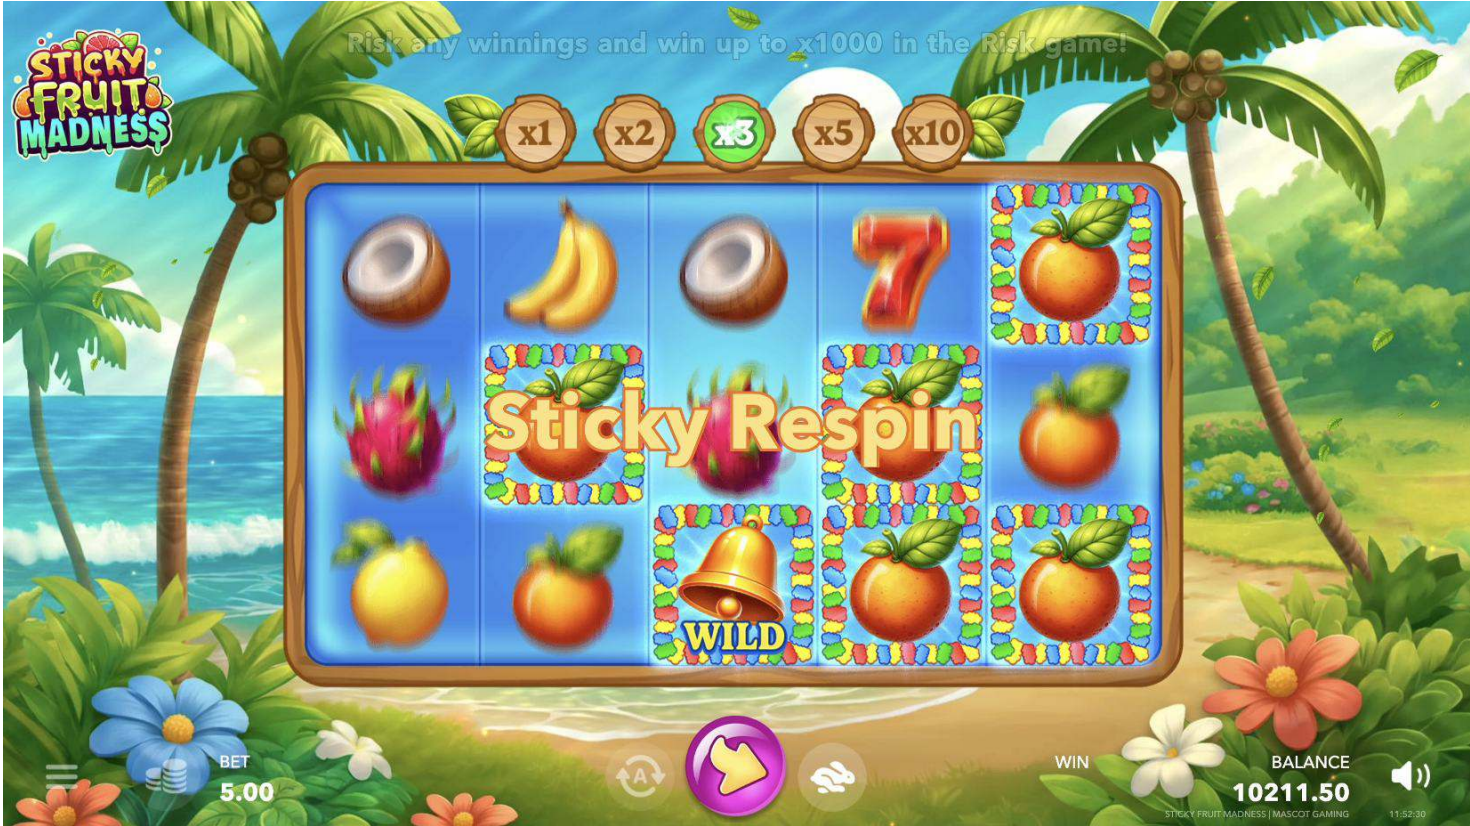 Risk any winnings and win up to x1000 in the Risk game!
STICKY
FRUIT
MADNESS
x1
x2
x3
x5
x10
7
Sticky Respin
WILD
A
BET
5.00
WIN
BALANCE
10211.50
STICKY FRUIT MADNESS | MASCOT GAMING
11:52:30